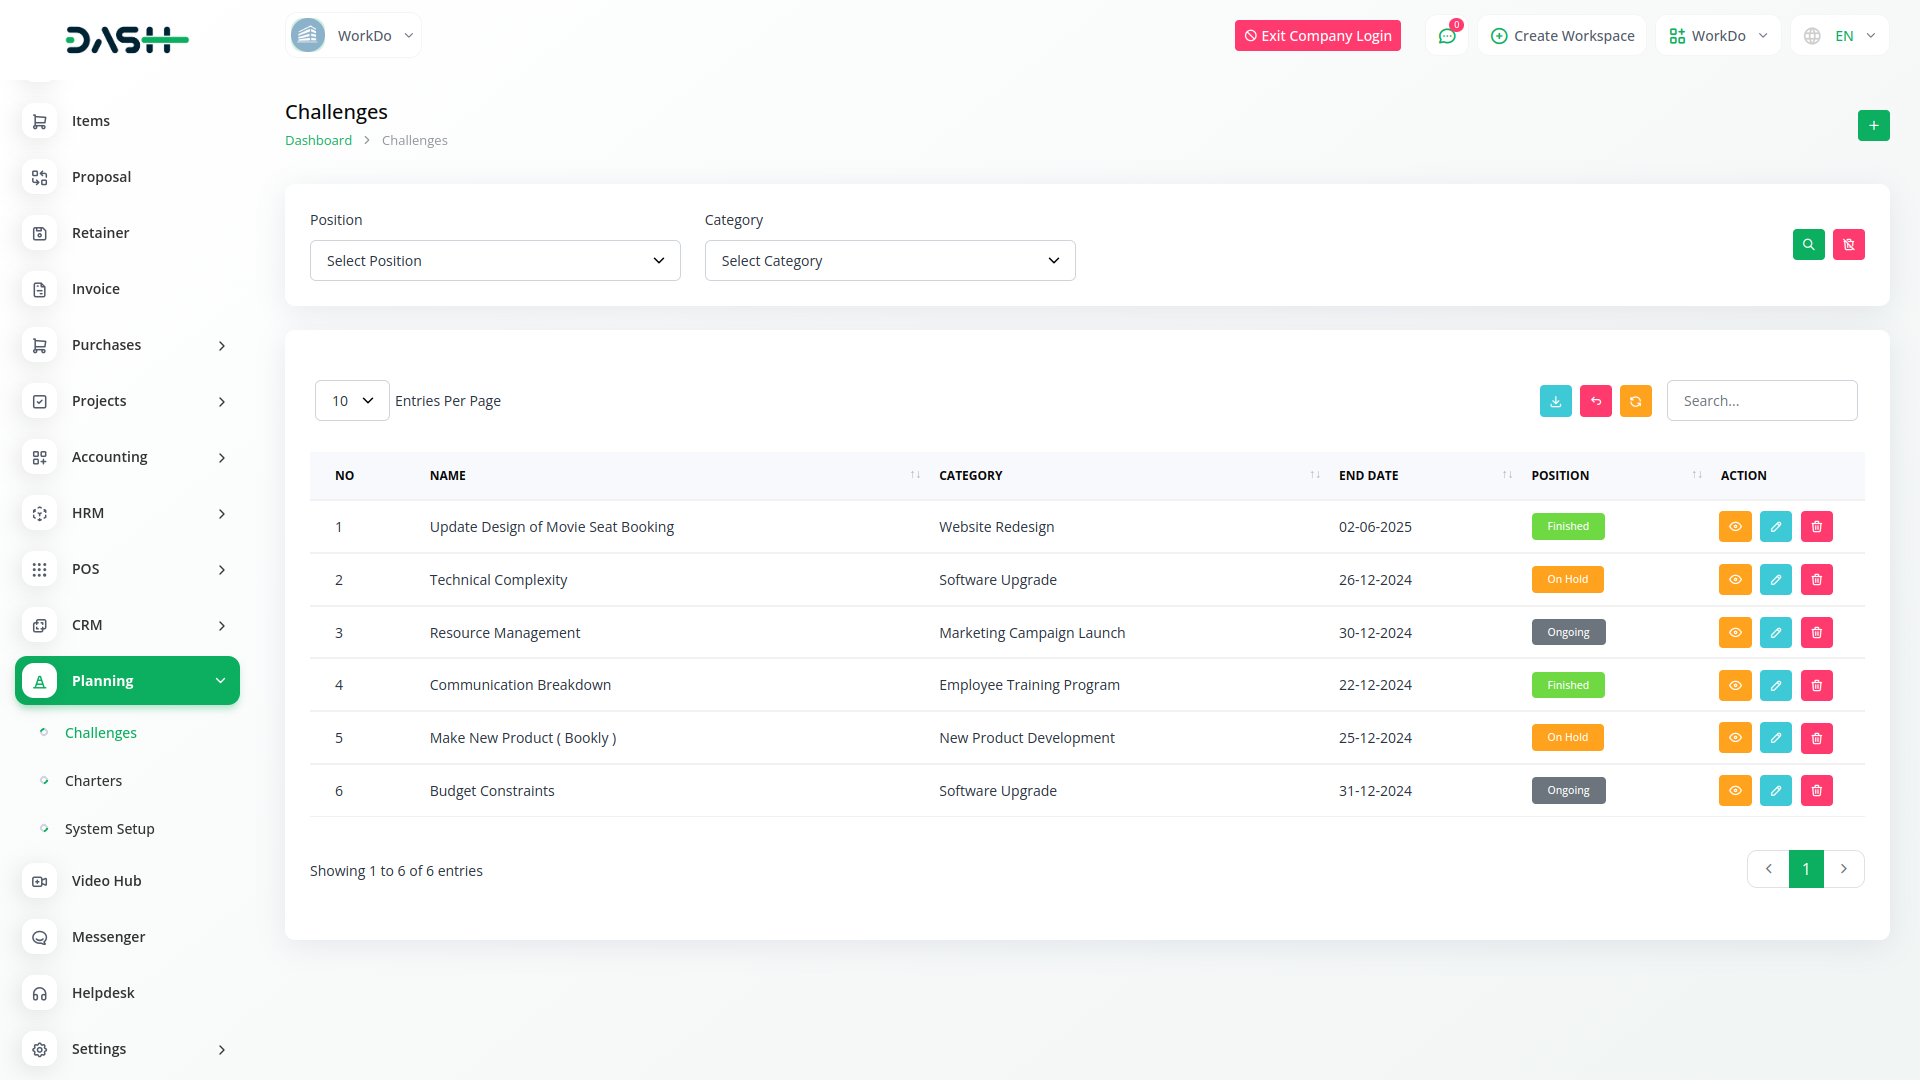 DASH
WorkDo
Exit Company Login
0
Create Workspace
WorkDo
EN
Items
Proposal
Retainer
Invoice
Purchases
Projects
Accounting
HRM
POS
CRM
Planning
Challenges
Charters
System Setup
Video Hub
Messenger
Helpdesk
Settings
Challenges
Dashboard > Challenges
+
Position Category
Select Position Select Category
10 Entries Per Page Search...
NO NAME CATEGORY END DATE POSITION ACTION
1 Update Design of Movie Seat Booking Website Redesign 02-06-2025 Finished
2 Technical Complexity Software Upgrade 26-12-2024 On Hold
3 Resource Management Marketing Campaign Launch 30-12-2024 Ongoing
4 Communication Breakdown Employee Training Program 22-12-2024 Finished
5 Make New Product ( Bookly ) New Product Development 25-12-2024 On Hold
6 Budget Constraints Software Upgrade 31-12-2024 Ongoing
Showing 1 to 6 of 6 entries
1